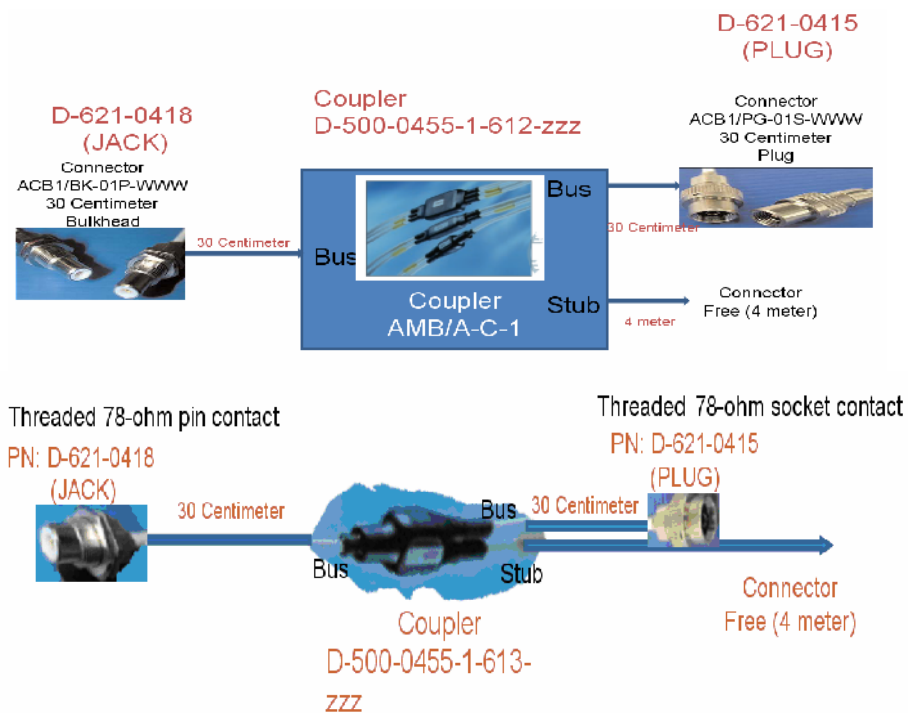 D-621-0415
(PLUG)
Coupler
D-500-0455-1-612-zzz
D-621-0418
(JACK)
Connector
ACB1/PG-01S-WWW
30 Centimeter
Plug
Connector
ACB1/BK-01P-WWW
30 Centimeter
Bulkhead
30 Centimeter
Bus
Bus
30 Centimeter
Coupler
AMB/A-C-1
Stub
4 meter
Connector
Free (4 meter)
Threaded 78-ohm pin contact
PN: D-621-0418
(JACK)
Threaded 78-ohm socket contact
PN: D-621-0415
(PLUG)
30 Centimeter
Bus
Bus
30 Centimeter
Stub
Connector
Free (4 meter)
Coupler
D-500-0455-1-613-
zzz